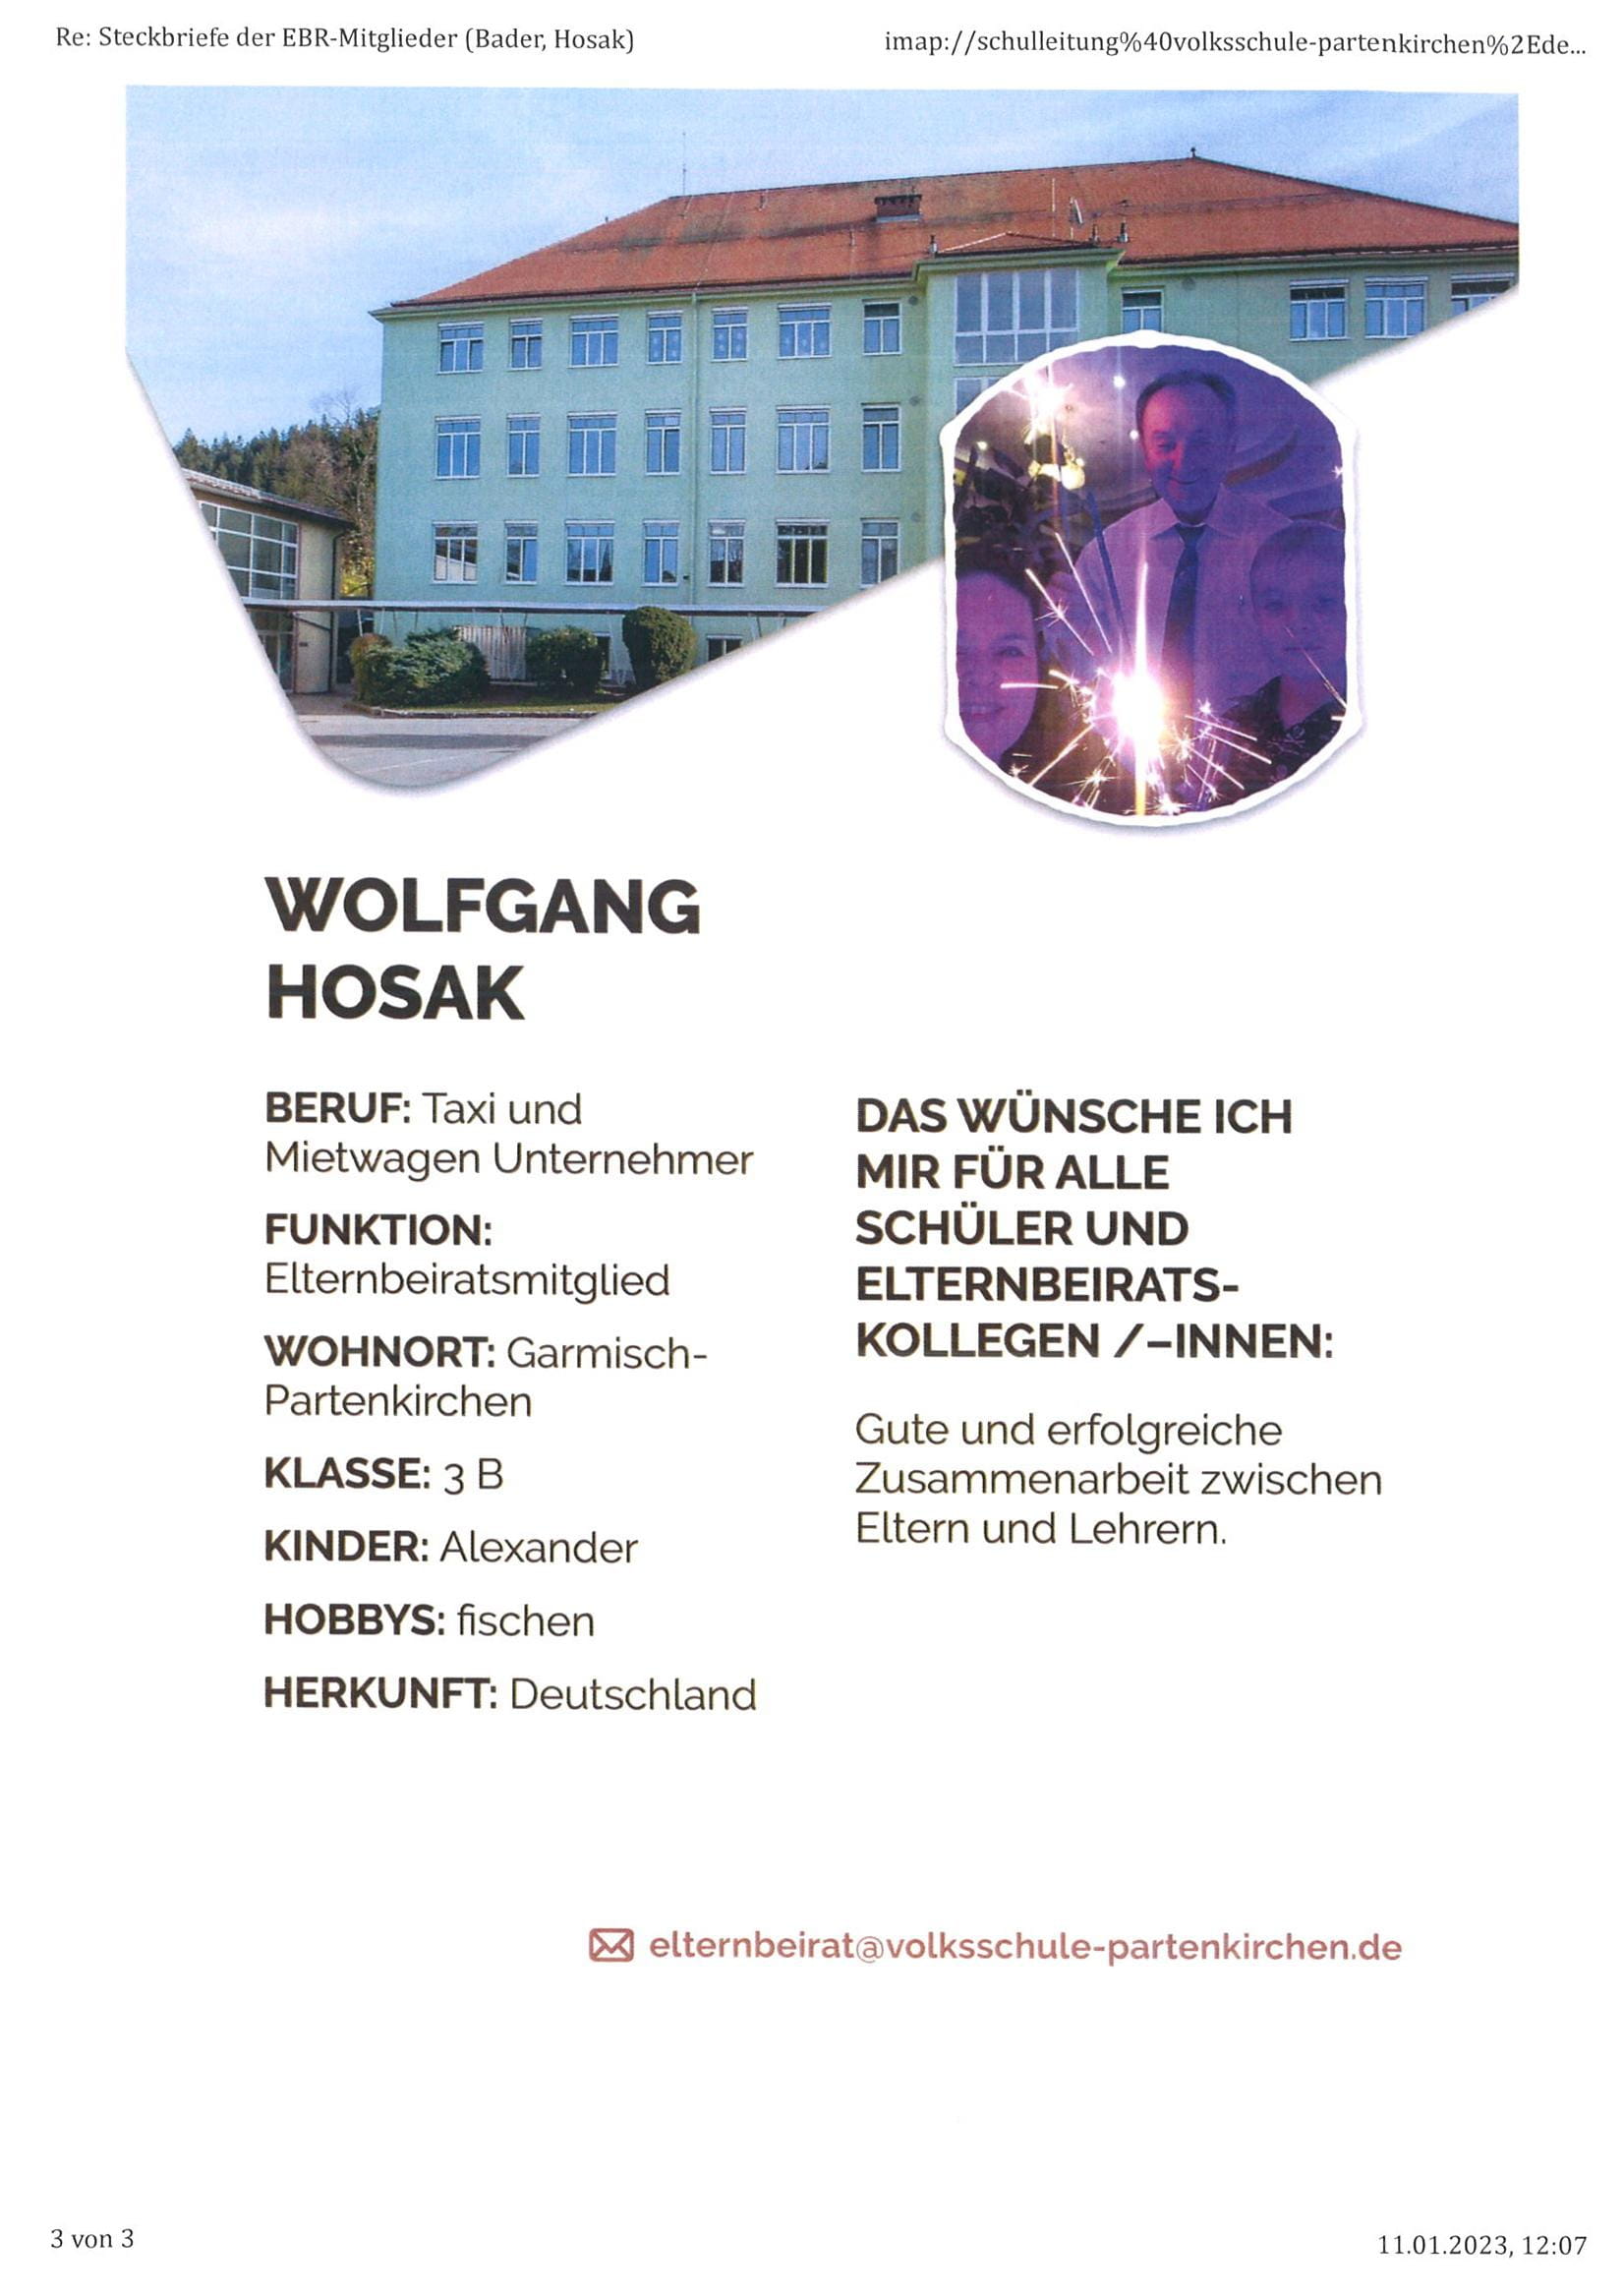 Re: Steckbriefe der EBR-Mitglieder (Bader, Hosak)
imap://schulleitung%40volksschule-partenkirchen%2Ede...
WOLFGANG
HOSAK
BERUF: Taxi und
Mietwagen Unternehmer
FUNKTION:
Elternbeiratsmitglied
WOHNORT: Garmisch-
Partenkirchen
KLASSE: 3 B
KINDER: Alexander
HOBBYS: fischen
HERKUNFT: Deutschland
DAS WÜNSCHE ICH
MIR FÜR ALLE
SCHÜLER UND
ELTERNBEIRATS-
KOLLEGEN /–INNEN:
Gute und erfolgreiche
Zusammenarbeit zwischen
Eltern und Lehrern.
elternbeirat@volksschule-partenkirchen.de
3 von 3
11.01.2023, 12:07